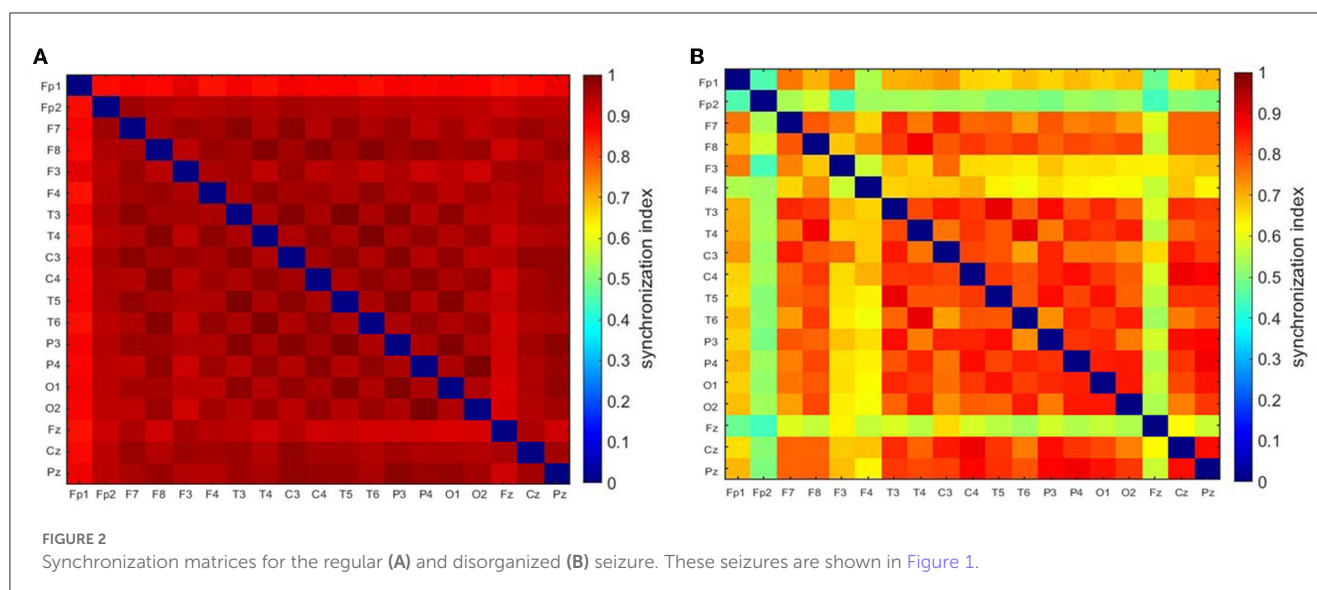 A
B
Fp1
Fp2
F7
F8
F3
F4
T3
T4
C3
C4
T5
T6
P3
P4
O1
O2
Fz
Cz
Pz
Fp1 Fp2 F7 F8 F3 F4 T3 T4 C3 C4 T5 T6 P3 P4 O1 O2 Fz Cz Pz
1
0.9
0.8
0.7
0.6
0.5
0.4
0.3
0.2
0.1
0
synchronization index
Fp1
Fp2
F7
F8
F3
F4
T3
T4
C3
C4
T5
T6
P3
P4
O1
O2
Fz
Cz
Pz
Fp1 Fp2 F7 F8 F3 F4 T3 T4 C3 C4 T5 T6 P3 P4 O1 O2 Fz Cz Pz
1
0.9
0.8
0.7
0.6
0.5
0.4
0.3
0.2
0.1
0
synchronization index
FIGURE 2
Synchronization matrices for the regular (A) and disorganized (B) seizure. These seizures are shown in Figure 1.